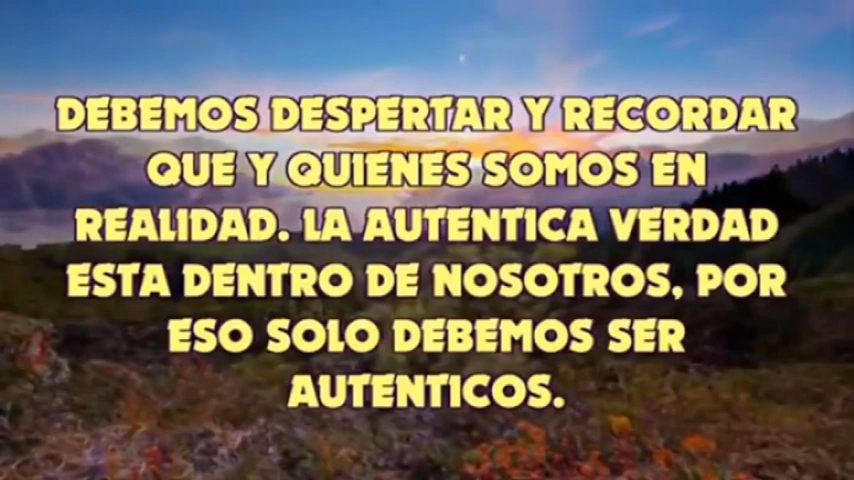 DEBEMOS DESPERTAR Y RECORDAR
QUE Y QUIENES SOMOS EN
REALIDAD. LA AUTENTICA VERDAD
ESTA DENTRO DE NOSOTROS, POR
ESO SOLO DEBEMOS SER
AUTENTICOS.